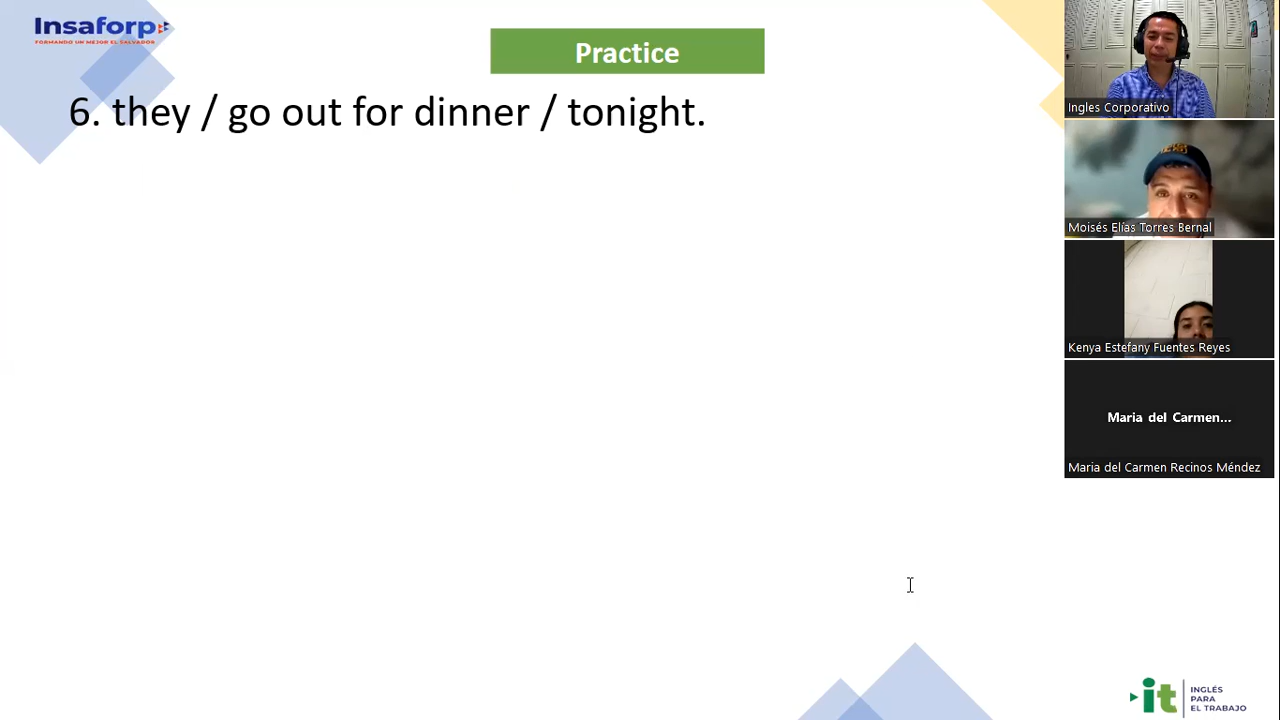 Insaforp
FORMANDO UN MEJOR EL SALVADOR
Practice
6. they / go out for dinner / tonight.
Ingles Corporativo
Moisés Elías Torres Bernal
Kenya Estefany Fuentes Reyes
Maria del Carmen...
Maria del Carmen Recinos Méndez
it
INGLÉS
PARA
EL TRABAJO